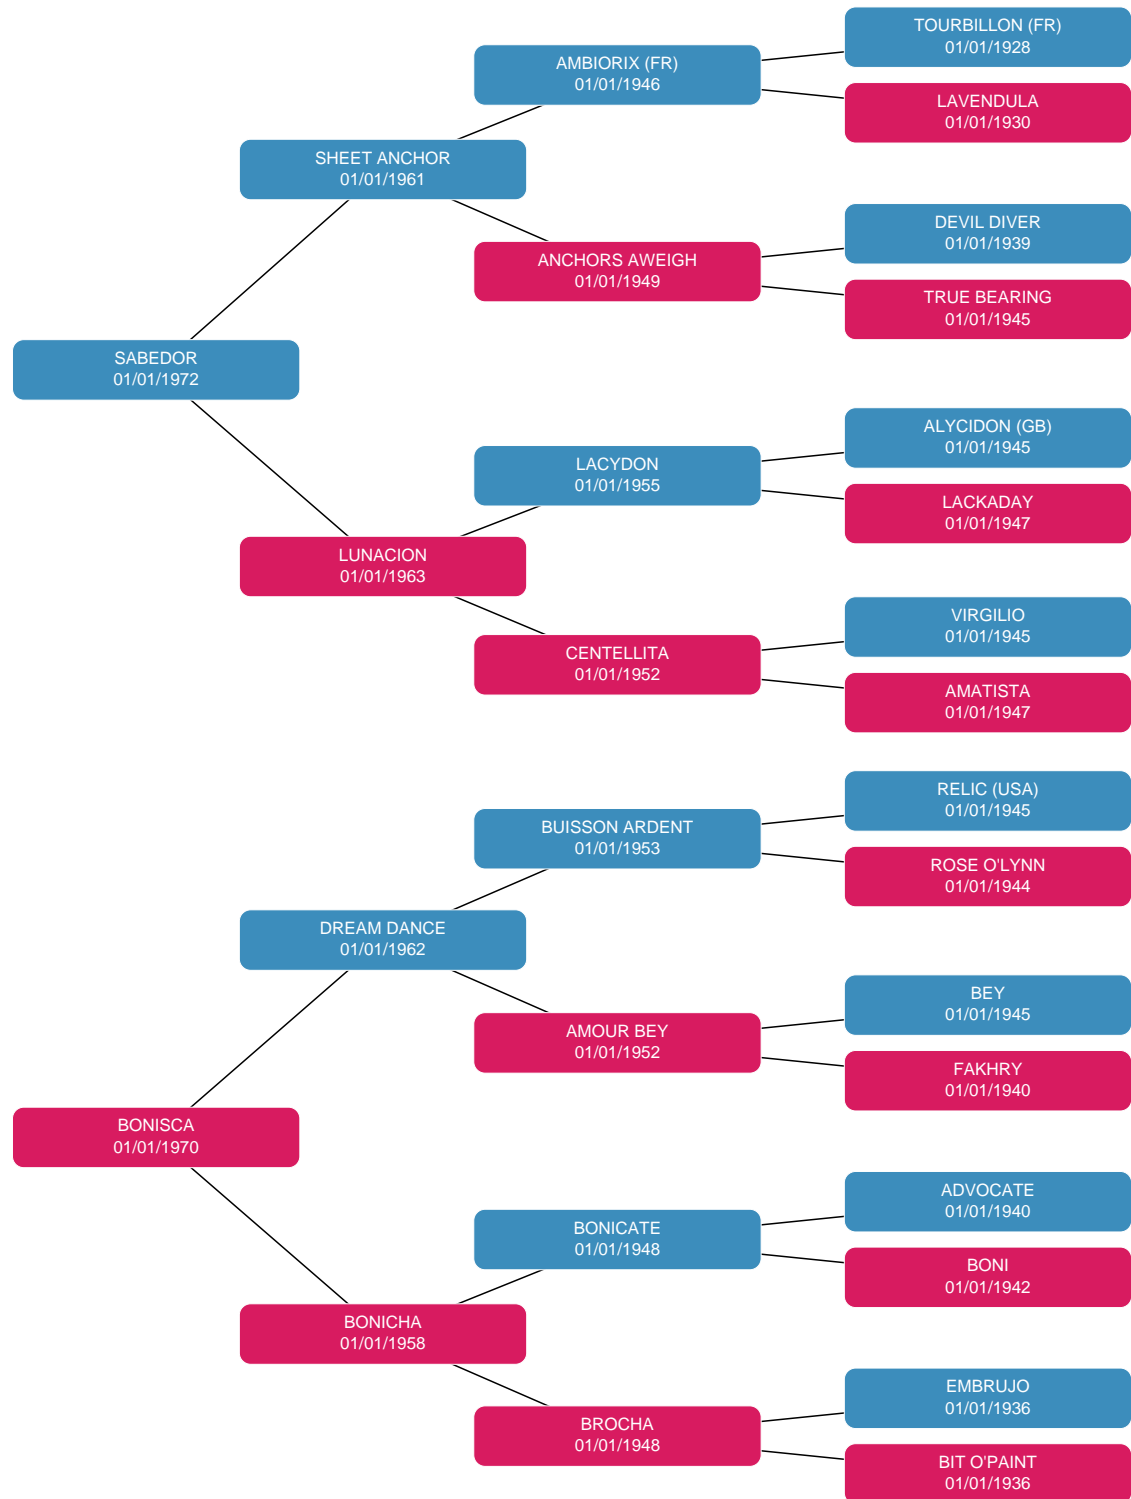 TOURBILLON (FR)
01/01/1928
AMBIORIX (FR)
01/01/1946
LAVENDULA
01/01/1930
SHEET ANCHOR
01/01/1961
DEVIL DIVER
01/01/1939
ANCHORS AWEIGH
01/01/1949
TRUE BEARING
01/01/1945
SABEDOR
01/01/1972
ALYCIDON (GB)
01/01/1945
LACYDON
01/01/1955
LACKADAY
01/01/1947
LUNACION
01/01/1963
VIRGILIO
01/01/1945
CENTELLITA
01/01/1952
AMATISTA
01/01/1947
RELIC (USA)
01/01/1945
BUISSON ARDENT
01/01/1953
ROSE O'LYNN
01/01/1944
DREAM DANCE
01/01/1962
BEY
01/01/1945
AMOUR BEY
01/01/1952
FAKHRY
01/01/1940
BONISCA
01/01/1970
ADVOCATE
01/01/1940
BONICATE
01/01/1948
BONI
01/01/1942
BONICHA
01/01/1958
EMBRUJO
01/01/1936
BROCHA
01/01/1948
BIT O'PAINT
01/01/1936